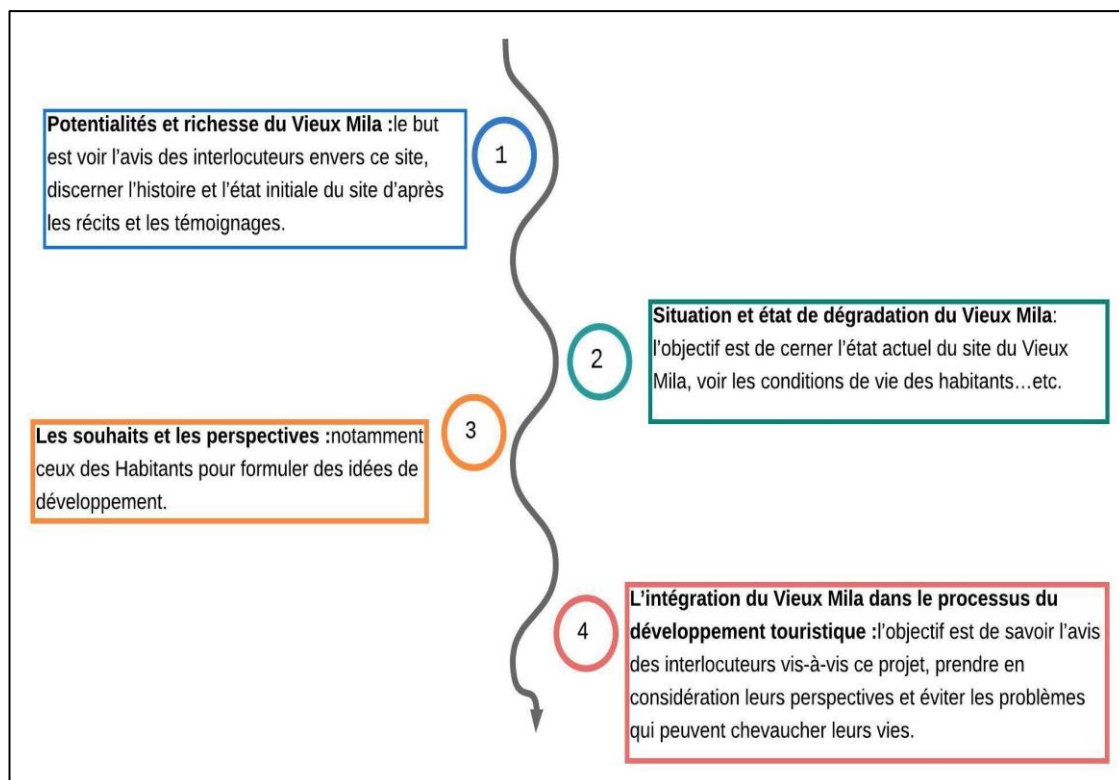 1
Potentialités et richesse du Vieux Mila :le but
est voir l’avis des interlocuteurs envers ce site,
discerner l’histoire et l’état initiale du site d’après
les récits et les témoignages.
2
Situation et état de dégradation du Vieux Mila:
l’objectif est de cerner l’état actuel du site du Vieux
Mila, voir les conditions de vie des habitants…etc.
3
Les souhaits et les perspectives :notamment
ceux des Habitants pour formuler des idées de
développement.
4
L’intégration du Vieux Mila dans le processus du
développement touristique :l’objectif est de savoir l’avis
des interlocuteurs vis-à-vis ce projet, prendre en
considération leurs perspectives et éviter les problèmes
qui peuvent chevaucher leurs vies.